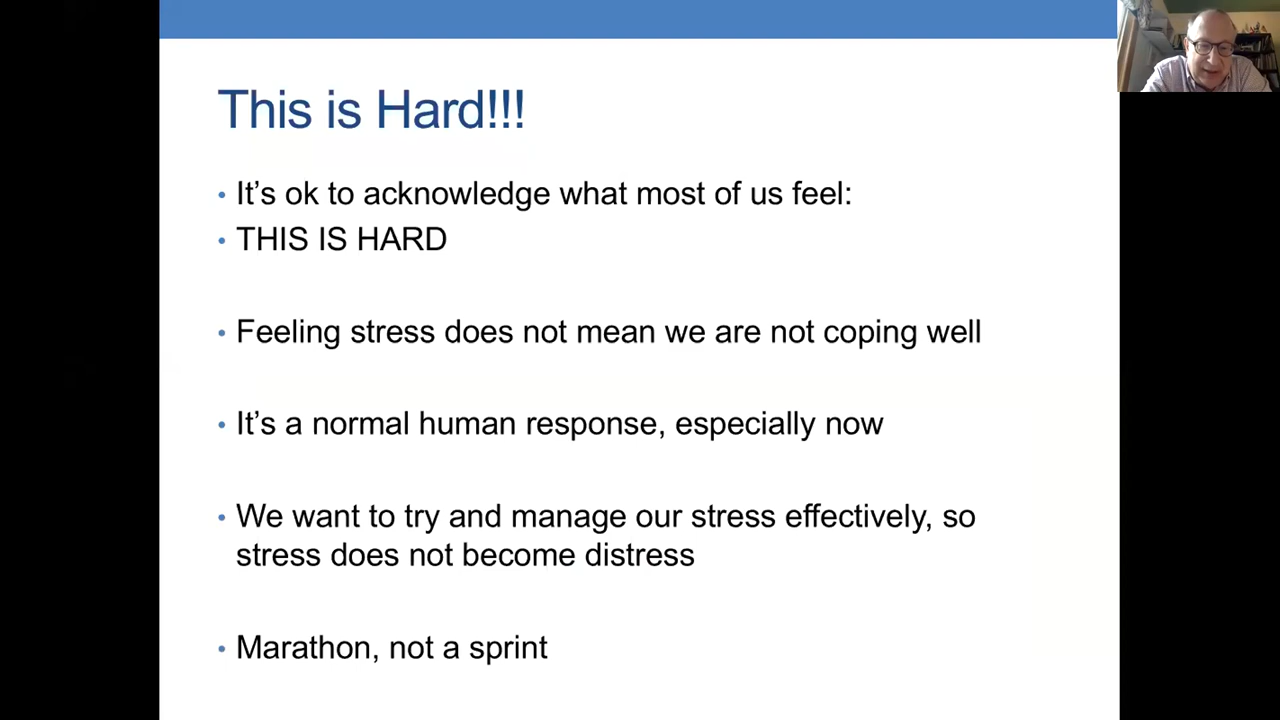 This is Hard!!!
• It’s ok to acknowledge what most of us feel:
• THIS IS HARD
• Feeling stress does not mean we are not coping well
• It’s a normal human response, especially now
• We want to try and manage our stress effectively, so
stress does not become distress
• Marathon, not a sprint